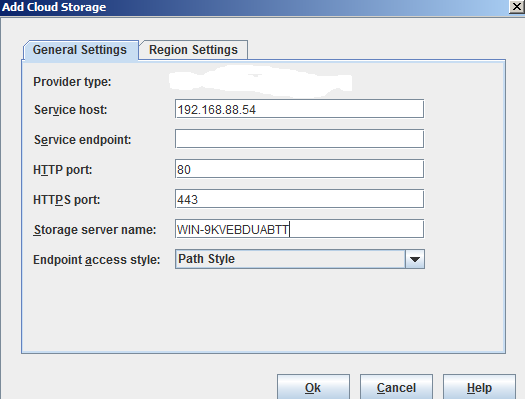 Add Cloud Storage
General Settings Region Settings
Provider type:
Service host: 192.168.88.54
Service endpoint:
HTTP port: 80
HTTPS port: 443
Storage server name: WIN-9KVEBDUABTT
Endpoint access style: Path Style
Ok Cancel Help